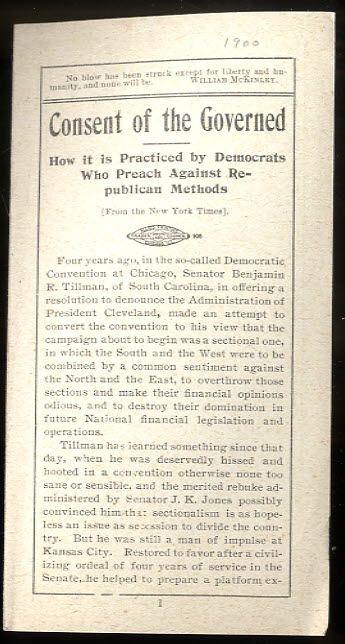 1900
No blow has been struck except for liberty and hu-
manity, and none will be. WILLIAM MCKINLEY.
Consent of the Governed
How it is Practiced by Democrats
Who Preach Against Re-
publican Methods
[From the New York Times].
108
Four years ago, in the so-called Democratic
Convention at Chicago, Senator Benjamin
R. Tillman, of South Carolina, in offering a
resolution to denounce the Administration of
President Cleveland, made an attempt to
convert the convention to his view that the
campaign about to begin was a sectional one,
in which the South and the West were to be
combined by a common sentiment against
the North and the East, to overthrow those
sections and make their financial opinions
odious, and to destroy their domination in
future National financial legislation and
operations.
Tillman has learned something since that
day, when he was deservedly hissed and
hooted in a convention otherwise none too
sane or sensible, and the merited rebuke ad-
ministered by Senator J. K. Jones possibly
convinced him that sectionalism is as hope-
less an issue as secession to divide the coun-
try. But he was still a man of impulse at
Kansas City. Restored to favor after a civil-
izing ordeal of four years of service in the
Senate, he helped to prepare a platform ex-
1